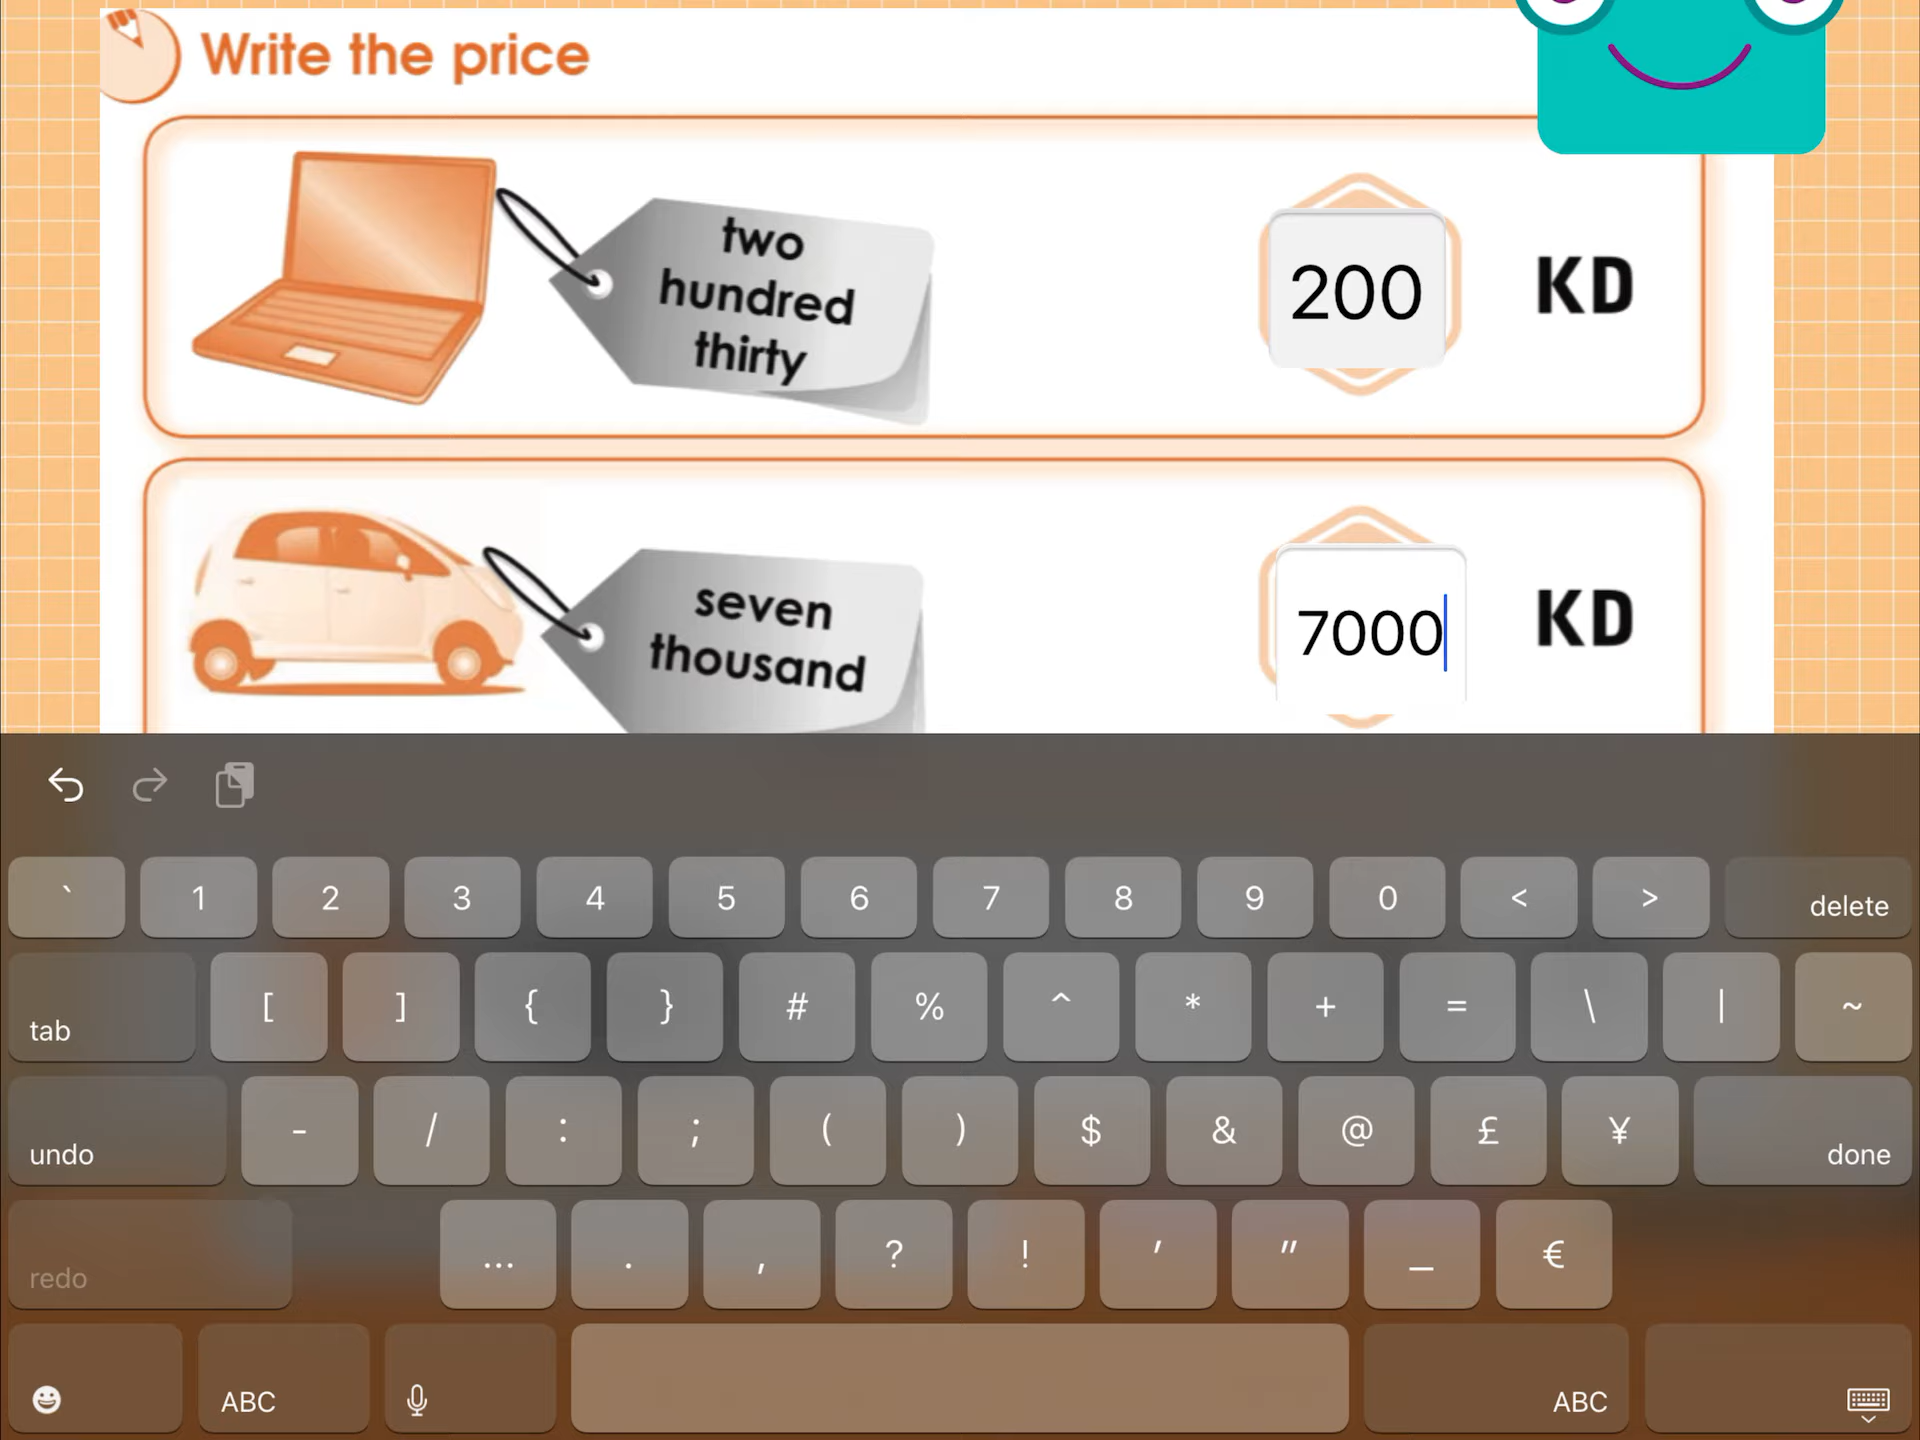 Write the price
two
hundred
thirty
200
KD
seven
thousand
7000
KD
` 1 2 3 4 5 6 7 8 9 0 < > delete
tab [ ] { } # % ^ * + = \ | ~
undo - / : ; ( ) $ & @ £ ¥ done
redo … . , ? ! ' " _ €
ABC ABC